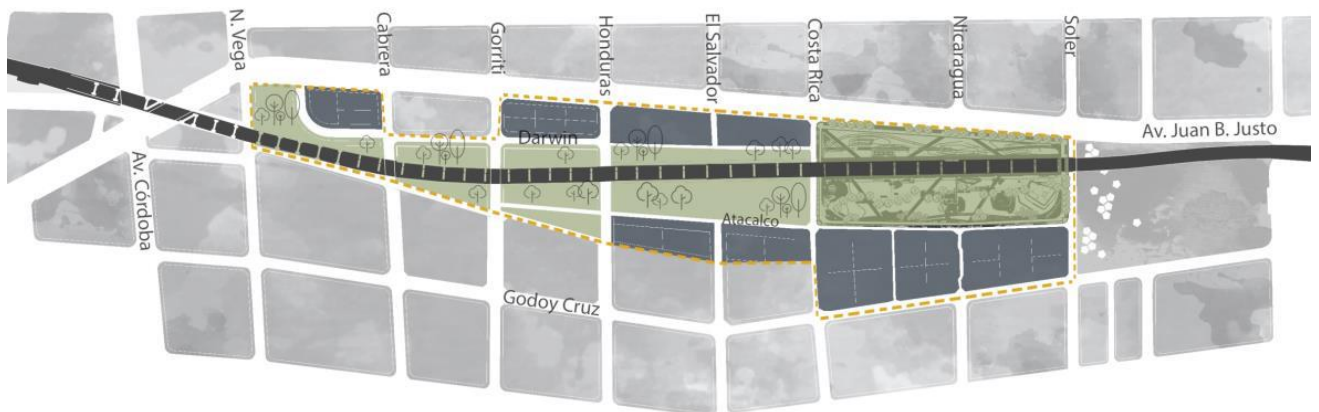 N. Vega
Cabrera
Gorriti
Honduras
El Salvador
Costa Rica
Nicaragua
Soler
Av. Juan B. Justo
Darwin
Av. Córdoba
Atacalco
Godoy Cruz